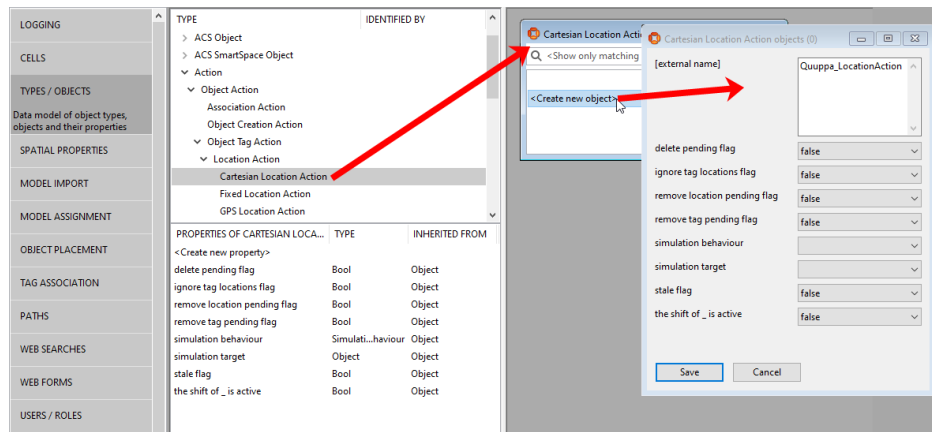 LOGGING
CELLS
TYPES / OBJECTS
Data model of object types,
objects and their properties
SPATIAL PROPERTIES
MODEL IMPORT
MODEL ASSIGNMENT
OBJECT PLACEMENT
TAG ASSOCIATION
PATHS
WEB SEARCHES
WEB FORMS
USERS / ROLES
TYPE IDENTIFIED BY
ACS Object
ACS SmartSpace Object
Action
Object Action
Association Action
Object Creation Action
Object Tag Action
Location Action
Cartesian Location Action
Fixed Location Action
GPS Location Action
PROPERTIES OF CARTESIAN LOCA... TYPE INHERITED FROM
<Create new property>
delete pending flag Bool Object
ignore tag locations flag Bool Object
remove location pending flag Bool Object
remove tag pending flag Bool Object
simulation behaviour Simulati...haviour Object
simulation target Object Object
stale flag Bool Object
the shift of _ is active Bool Object
Cartesian Location Acti
<Show only matching
<Create new object>
Cartesian Location Action objects (0)
[external name] Quuppa_LocationAction
delete pending flag false
ignore tag locations flag false
remove location pending flag false
remove tag pending flag false
simulation behaviour
simulation target
stale flag false
the shift of _ is active false
Save Cancel